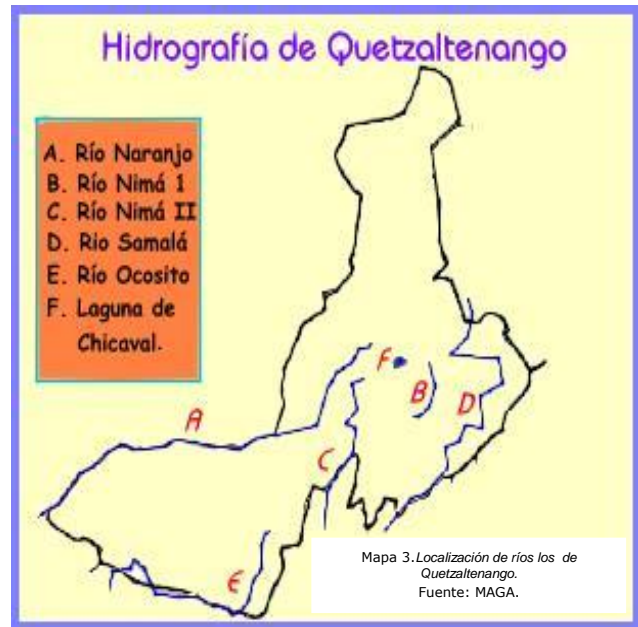 Hidrografía de Quetzaltenango
A. Río Naranjo
B. Río Nimá 1
C. Río Nimá II
D. Rio Samalá
E. Río Ocosito
F. Laguna de
Chicaval.
F
B
D
A
C
E
Mapa 3.Localización de ríos los de
Quetzaltenango.
Fuente: MAGA.